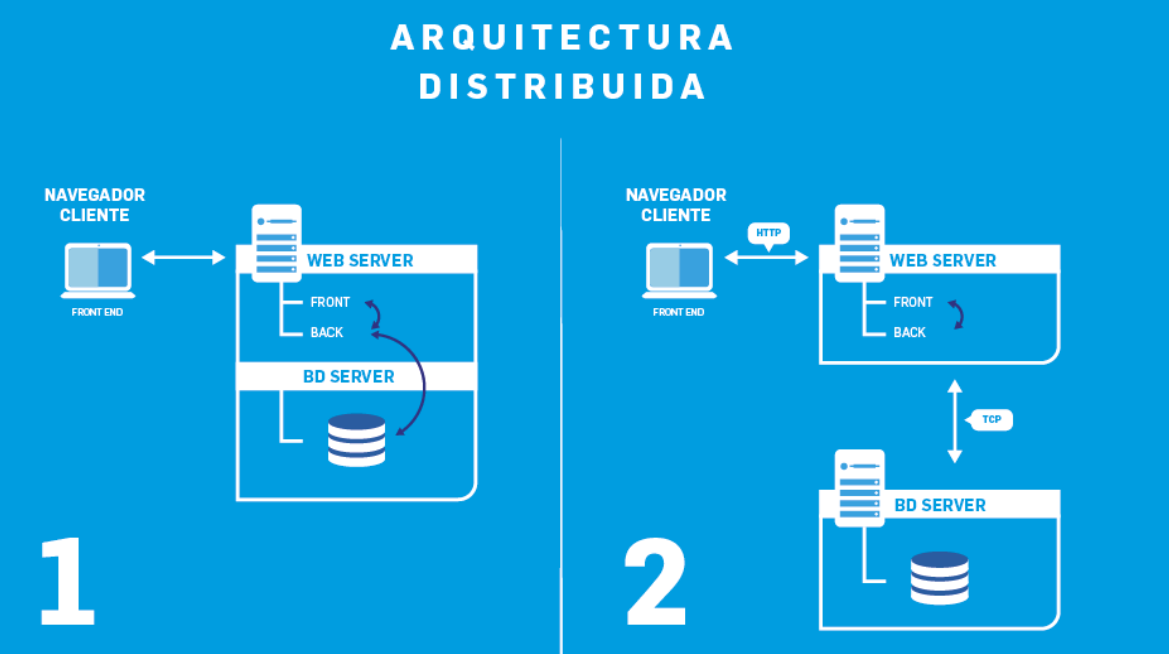 ARQUITECTURA
DISTRIBUIDA
NAVEGADOR
CLIENTE
FRONT END
WEB SERVER
FRONT
BACK
BD SERVER
1
NAVEGADOR
CLIENTE
FRONT END
HTTP
WEB SERVER
FRONT
BACK
TCP
BD SERVER
2